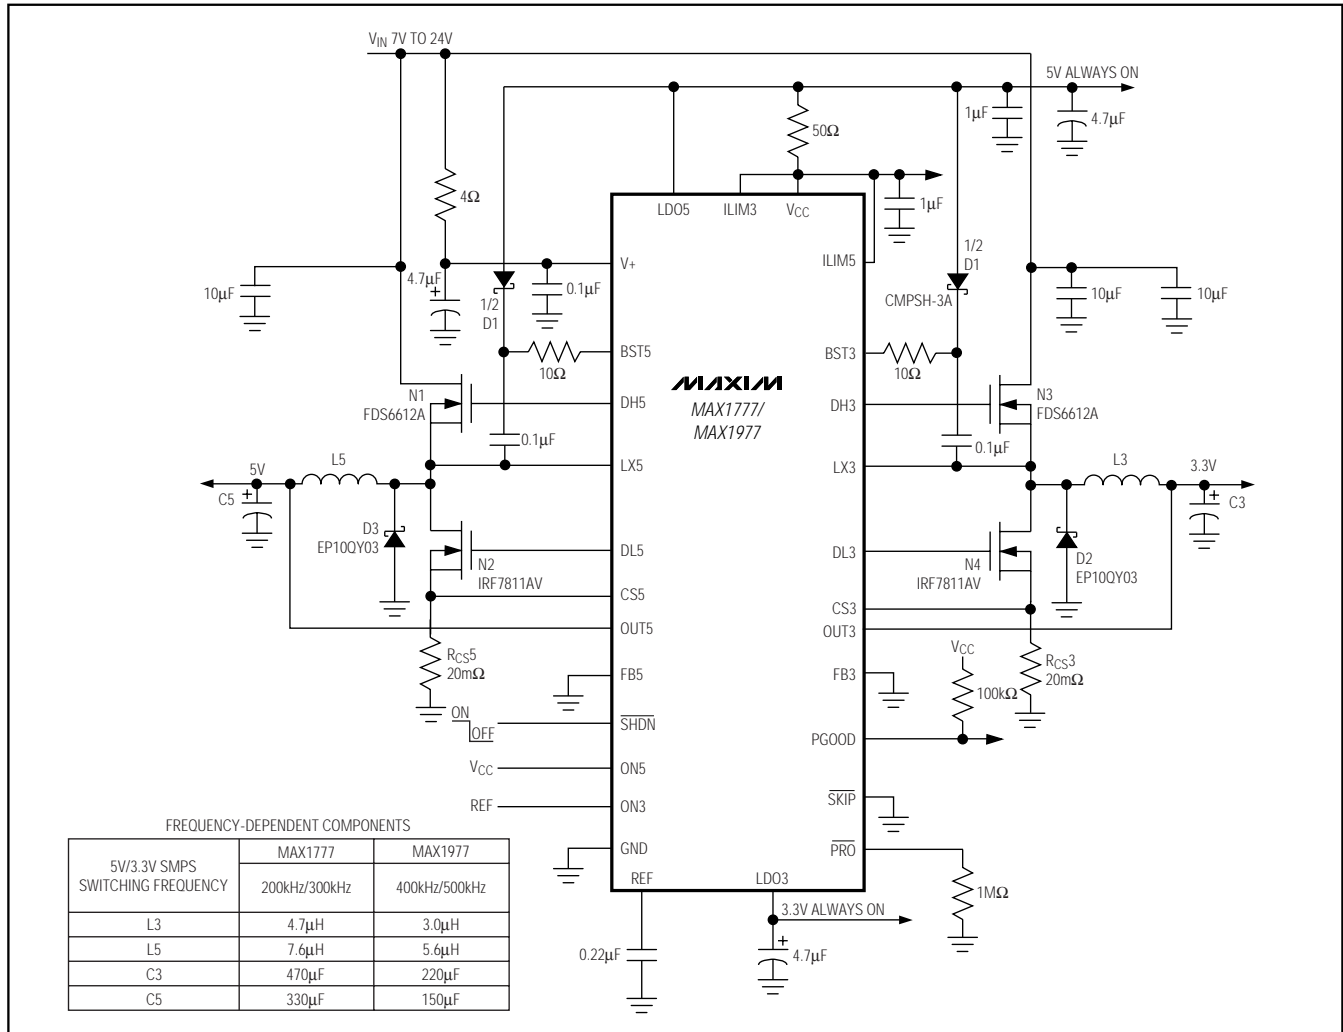 VIN 7V TO 24V
5V ALWAYS ON
1μF
4.7μF
50Ω
4Ω
LDO5
ILIM3
VCC
1μF
V+
ILIM5
1/2
D1
CMPSH-3A
10μF
4.7μF
+
1/2
D1
0.1μF
10μF
10μF
BST5
10Ω
BST3
10Ω
MAXIM
MAX1777/
MAX1977
N1
FDS6612A
DH5
DH3
N3
FDS6612A
0.1μF
0.1μF
LX5
LX3
5V
L5
L3
3.3V
C5
+
+
C3
D3
EP10QY03
N2
IRF7811AV
DL5
DL3
N4
IRF7811AV
D2
EP10QY03
CS5
CS3
OUT5
OUT3
RCS5
20mΩ
VCC
RCS3
20mΩ
FB5
FB3
100kΩ
ON
OFF
SHDN
PGOOD
VCC
ON5
REF
ON3
SKIP
GND
PRO
REF
LDO3
1MΩ
3.3V ALWAYS ON
0.22μF
+
4.7μF
FREQUENCY-DEPENDENT COMPONENTS
5V/3.3V SMPS
SWITCHING FREQUENCY
MAX1777
MAX1977
200kHz/300kHz
400kHz/500kHz
L3 4.7μH 3.0μH
L5 7.6μH 5.6μH
C3 470μF 220μF
C5 330μF 150μF